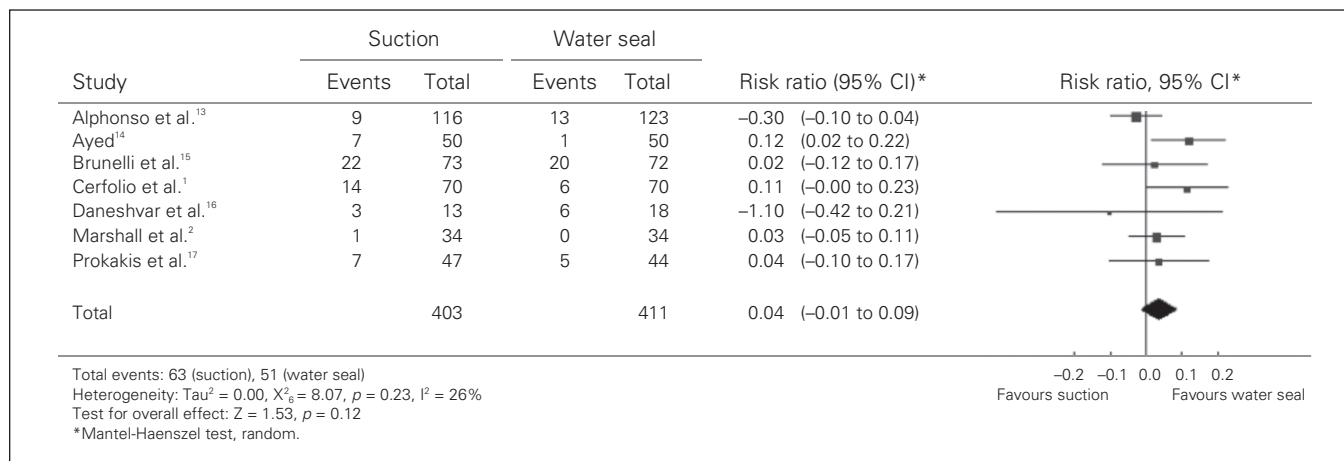 Suction Water seal
Study Events Total Events Total Risk ratio (95% CI)* Risk ratio, 95% CI*
Alphonso et al.¹³ 9 116 13 123 –0.30 (–0.10 to 0.04)
Ayed¹⁴ 7 50 1 50 0.12 (0.02 to 0.22)
Brunelli et al.¹⁵ 22 73 20 72 0.02 (–0.12 to 0.17)
Cerfolio et al.¹ 14 70 6 70 0.11 (–0.00 to 0.23)
Daneshvar et al.¹⁶ 3 13 6 18 –1.10 (–0.42 to 0.21)
Marshall et al.² 1 34 0 34 0.03 (–0.05 to 0.11)
Prokakis et al.¹⁷ 7 47 5 44 0.04 (–0.10 to 0.17)
Total 403 411 0.04 (–0.01 to 0.09)
Total events: 63 (suction), 51 (water seal)
Heterogeneity: Tau² = 0.00, X²₆ = 8.07, p = 0.23, I² = 26%
Test for overall effect: Z = 1.53, p = 0.12
*Mantel-Haenszel test, random.
–0.2 –0.1 0.0 0.1 0.2
Favours suction Favours water seal